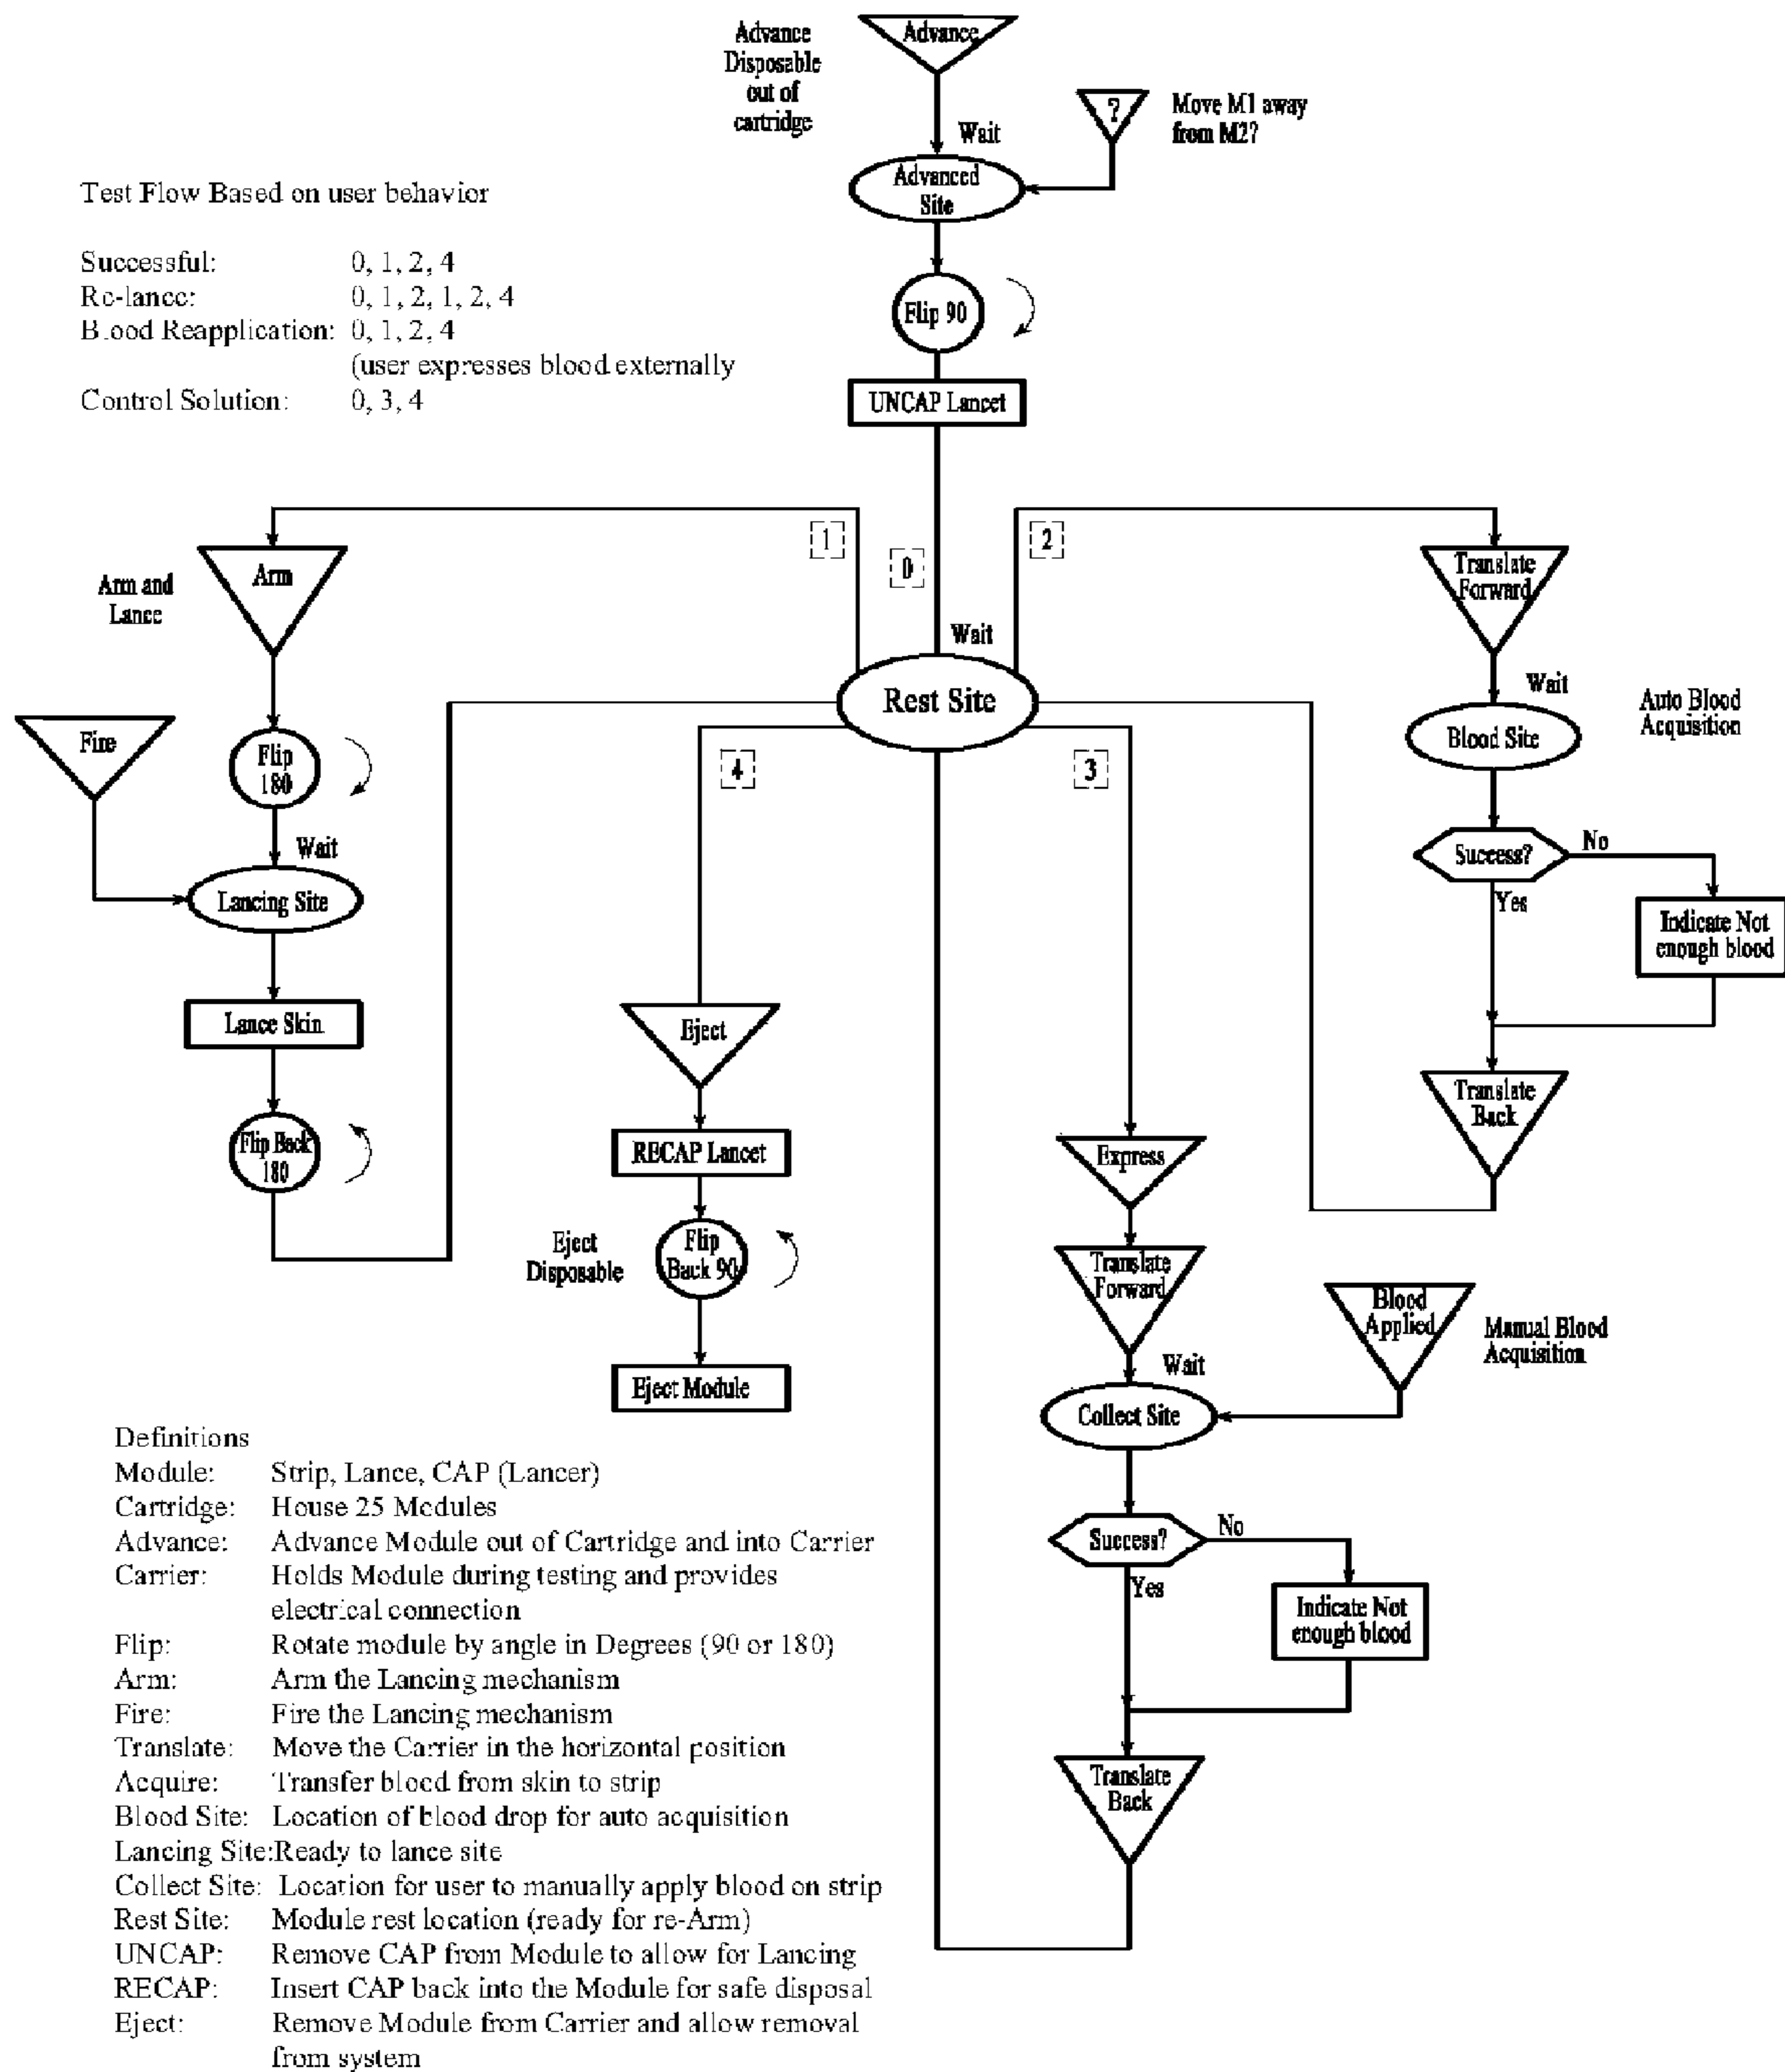 Advance
Disposable
out of
cartridge
Advance
Wait
?
Move M1 away
from M2?
Advanced
Site
Test Flow Based on user behavior
Successful: 0, 1, 2, 4
Re-lance: 0, 1, 2, 1, 2, 4
Blood Reapplication: 0, 1, 2, 4
(user expresses blood externally
Control Solution: 0, 3, 4
Flip 90
UNCAP Lancet
1
0
2
Wait
Rest Site
4
3
Arm and
Lance
Arm
Fire
Flip
180
Wait
Lancing Site
Lance Skin
Flip Back
180
Translate
Forward
Wait
Blood Site
Auto Blood
Acquisition
Success?
No
Yes
Indicate Not
enough blood
Translate
Back
Eject
RECAP Lancet
Eject
Disposable
Flip
Back 90
Eject Module
Express
Translate
Forward
Wait
Blood
Applied
Manual Blood
Acquisition
Collect Site
Success?
No
Yes
Indicate Not
enough blood
Translate
Back
Definitions
Module: Strip, Lance, CAP (Lancer)
Cartridge: House 25 Modules
Advance: Advance Module out of Cartridge and into Carrier
Carrier: Holds Module during testing and provides
electrical connection
Flip: Rotate module by angle in Degrees (90 or 180)
Arm: Arm the Lancing mechanism
Fire: Fire the Lancing mechanism
Translate: Move the Carrier in the horizontal position
Acquire: Transfer blood from skin to strip
Blood Site: Location of blood drop for auto acquisition
Lancing Site: Ready to lance site
Collect Site: Location for user to manually apply blood on strip
Rest Site: Module rest location (ready for re-Arm)
UNCAP: Remove CAP from Module to allow for Lancing
RECAP: Insert CAP back into the Module for safe disposal
Eject: Remove Module from Carrier and allow removal
from system